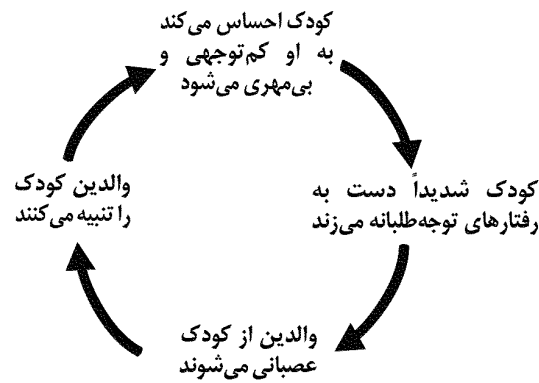 کودک احساس می‌کند
به او کم‌توجهی و
بی‌مهری می‌شود
کودک شدیداً دست به
رفتارهای توجه‌طلبانه می‌زند
والدین از کودک
عصبانی می‌شوند
والدین کودک
را تنبیه می‌کنند